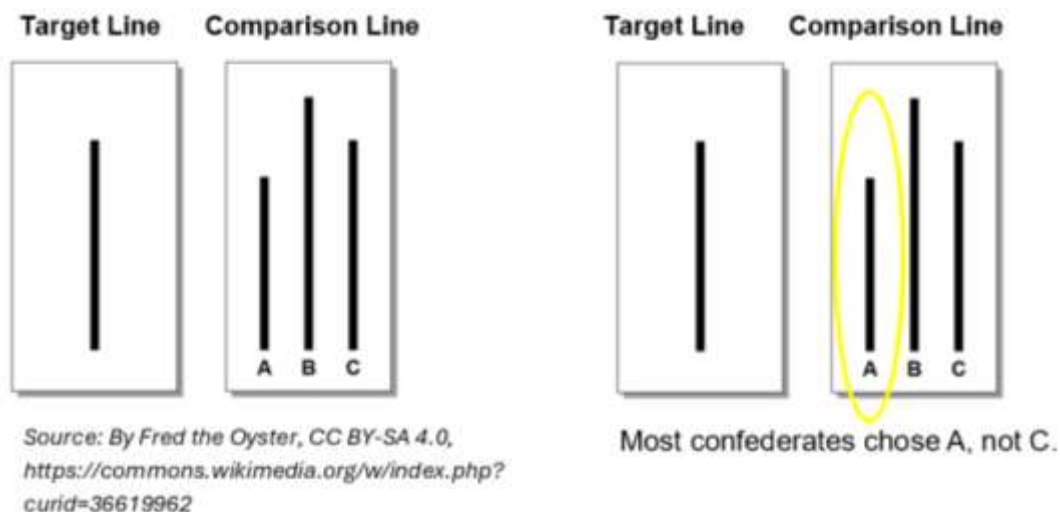 Target Line Comparison Line
A B C
Source: By Fred the Oyster, CC BY-SA 4.0,
https://commons.wikimedia.org/w/index.php?
curid=36619962
Target Line Comparison Line
A B C
Most confederates chose A, not C.